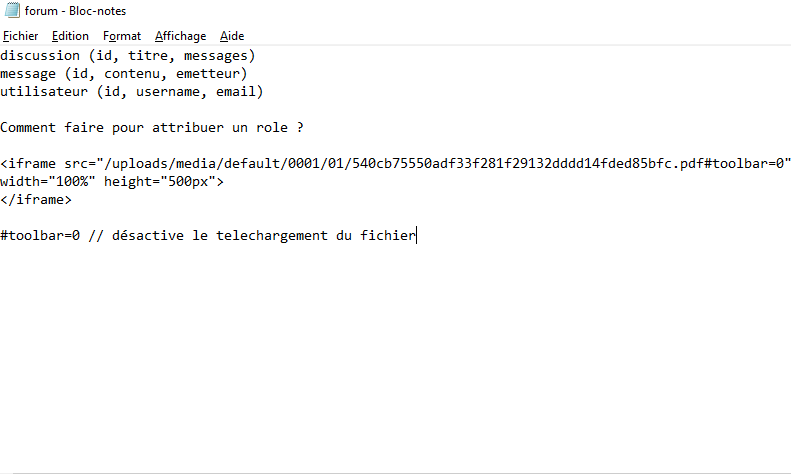 forum - Bloc-notes
Fichier Edition Format Affichage Aide
discussion (id, titre, messages)
message (id, contenu, emetteur)
utilisateur (id, username, email)
Comment faire pour attribuer un role ?
<iframe src="/uploads/media/default/0001/01/540cb75550adf33f281f29132dddd14fded85bfc.pdf#toolbar=0"
width="100%" height="500px">
</iframe>
#toolbar=0 // désactive le telechargement du fichier